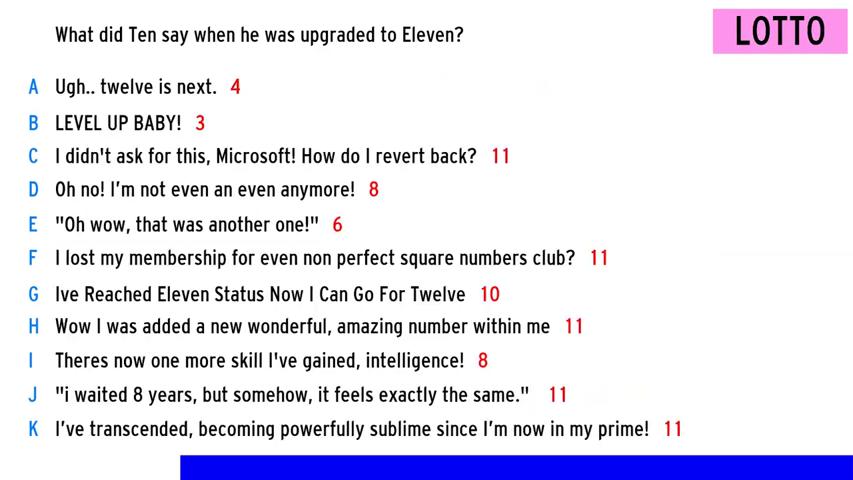 What did Ten say when he was upgraded to Eleven?
LOTTO
A Ugh.. twelve is next. 4
B LEVEL UP BABY! 3
C I didn't ask for this, Microsoft! How do I revert back? 11
D Oh no! I’m not even an even anymore! 8
E "Oh wow, that was another one!" 6
F I lost my membership for even non perfect square numbers club? 11
G Ive Reached Eleven Status Now I Can Go For Twelve 10
H Wow I was added a new wonderful, amazing number within me 11
I Theres now one more skill I've gained, intelligence! 8
J "i waited 8 years, but somehow, it feels exactly the same." 11
K I’ve transcended, becoming powerfully sublime since I’m now in my prime! 11